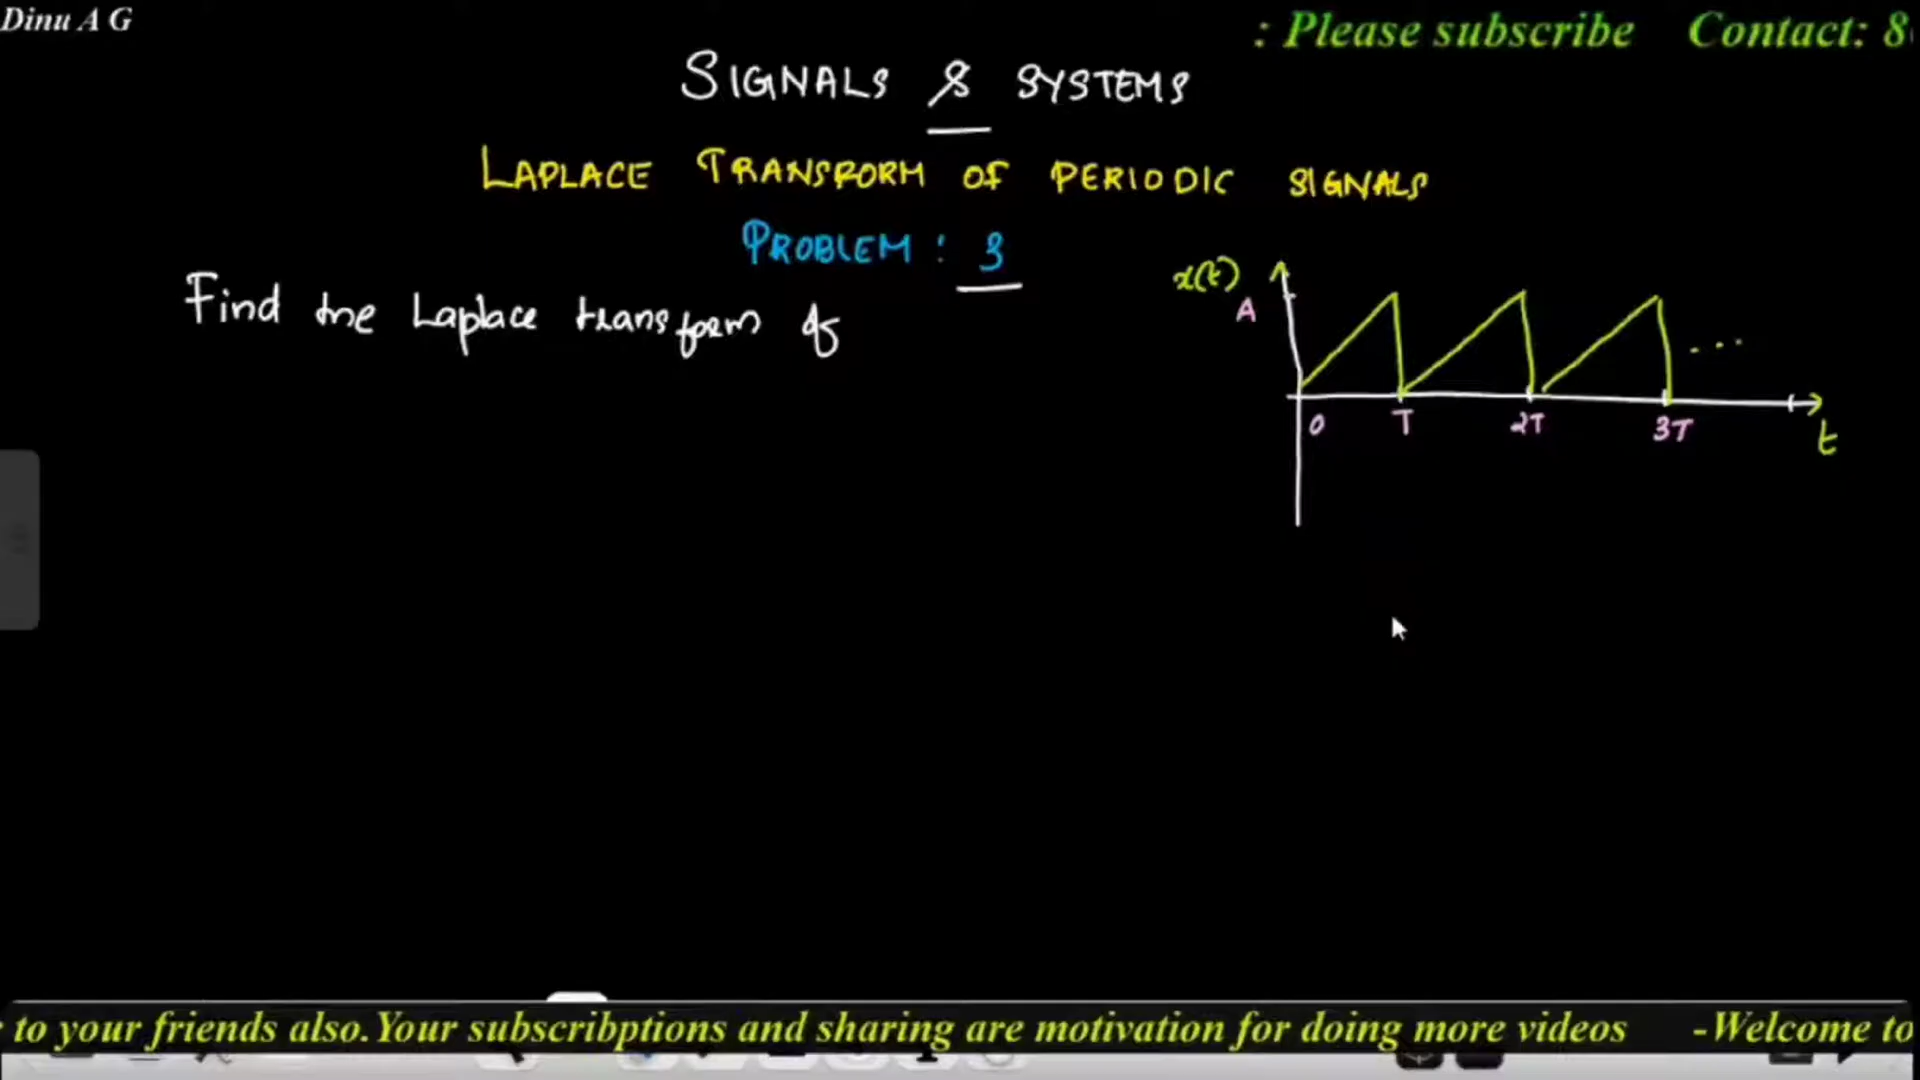 Dinu A G
: Please subscribe Contact: 8
SIGNALS & SYSTEMS
LAPLACE TRANSFORM OF PERIODIC SIGNALS
PROBLEM : 3
Find the Laplace transform of
x(t)
A
...
0 T 2T 3T
t
to your friends also.Your subscribptions and sharing are motivation for doing more videos -Welcome to